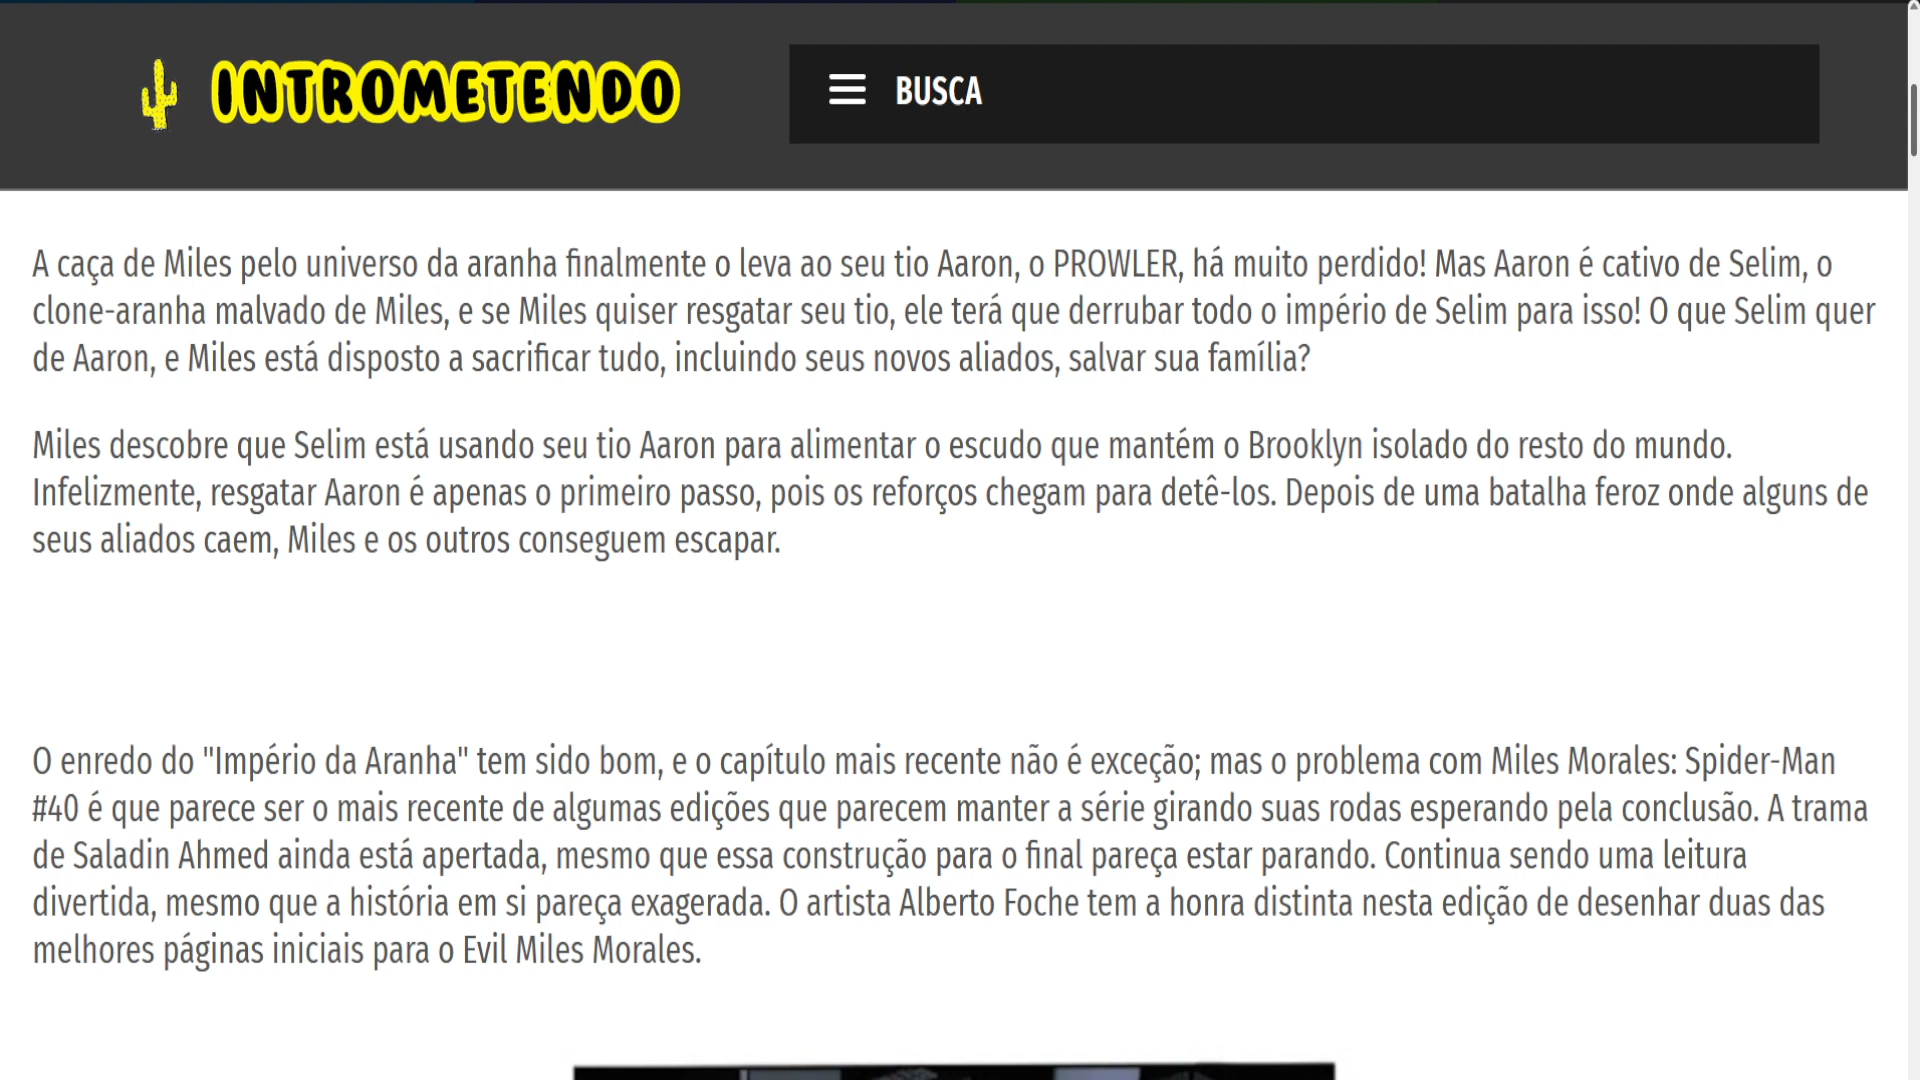 INTROMETENDO
BUSCA
A caça de Miles pelo universo da aranha finalmente o leva ao seu tio Aaron, o PROWLER, há muito perdido! Mas Aaron é cativo de Selim, o
clone-aranha malvado de Miles, e se Miles quiser resgatar seu tio, ele terá que derrubar todo o império de Selim para isso! O que Selim quer
de Aaron, e Miles está disposto a sacrificar tudo, incluindo seus novos aliados, salvar sua família?
Miles descobre que Selim está usando seu tio Aaron para alimentar o escudo que mantém o Brooklyn isolado do resto do mundo.
Infelizmente, resgatar Aaron é apenas o primeiro passo, pois os reforços chegam para detê-los. Depois de uma batalha feroz onde alguns de
seus aliados caem, Miles e os outros conseguem escapar.
O enredo do "Império da Aranha" tem sido bom, e o capítulo mais recente não é exceção; mas o problema com Miles Morales: Spider-Man
#40 é que parece ser o mais recente de algumas edições que parecem manter a série girando suas rodas esperando pela conclusão. A trama
de Saladin Ahmed ainda está apertada, mesmo que essa construção para o final pareça estar parando. Continua sendo uma leitura
divertida, mesmo que a história em si pareça exagerada. O artista Alberto Foche tem a honra distinta nesta edição de desenhar duas das
melhores páginas iniciais para o Evil Miles Morales.